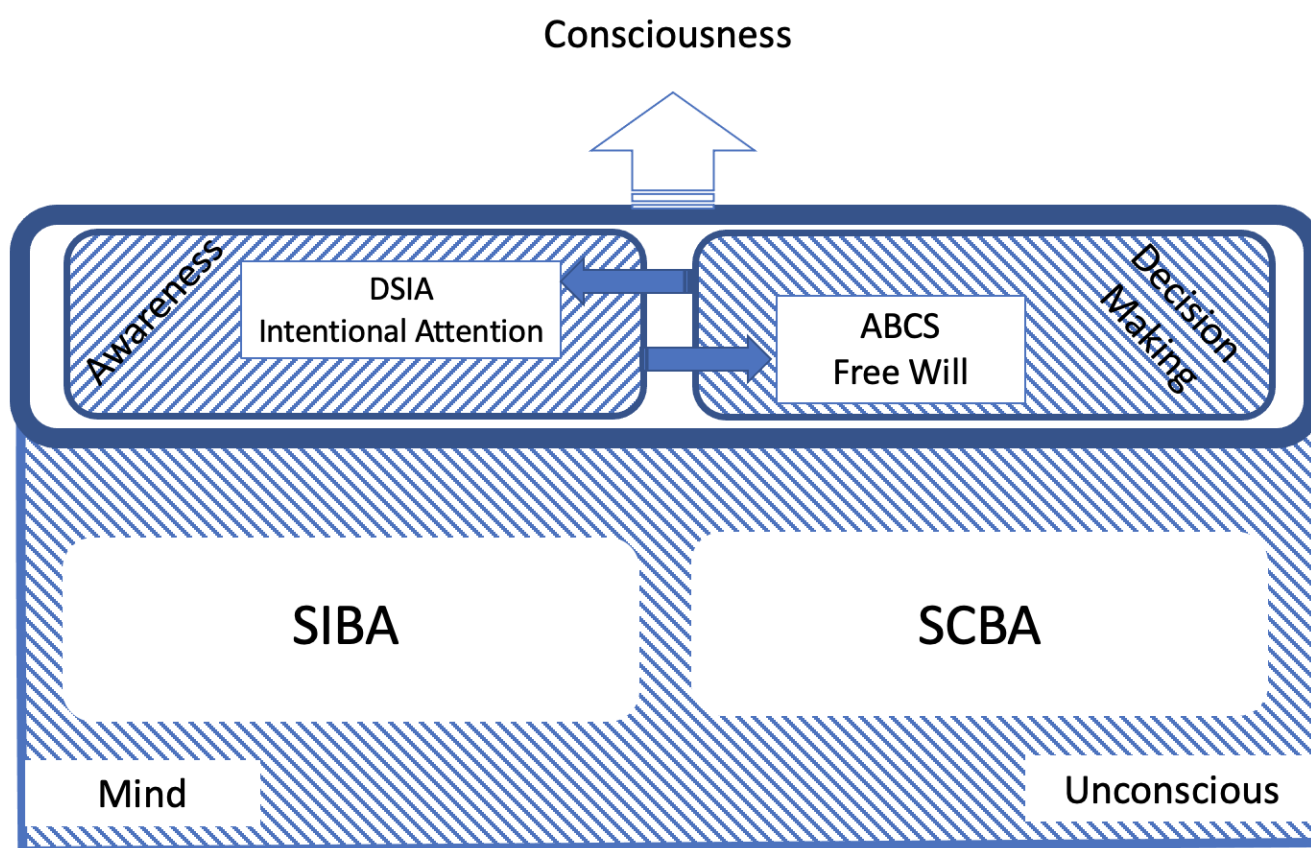 Consciousness
Awareness
DSIA
Intentional Attention
ABCS
Free Will
Decision
Making
SIBA
SCBA
Mind
Unconscious